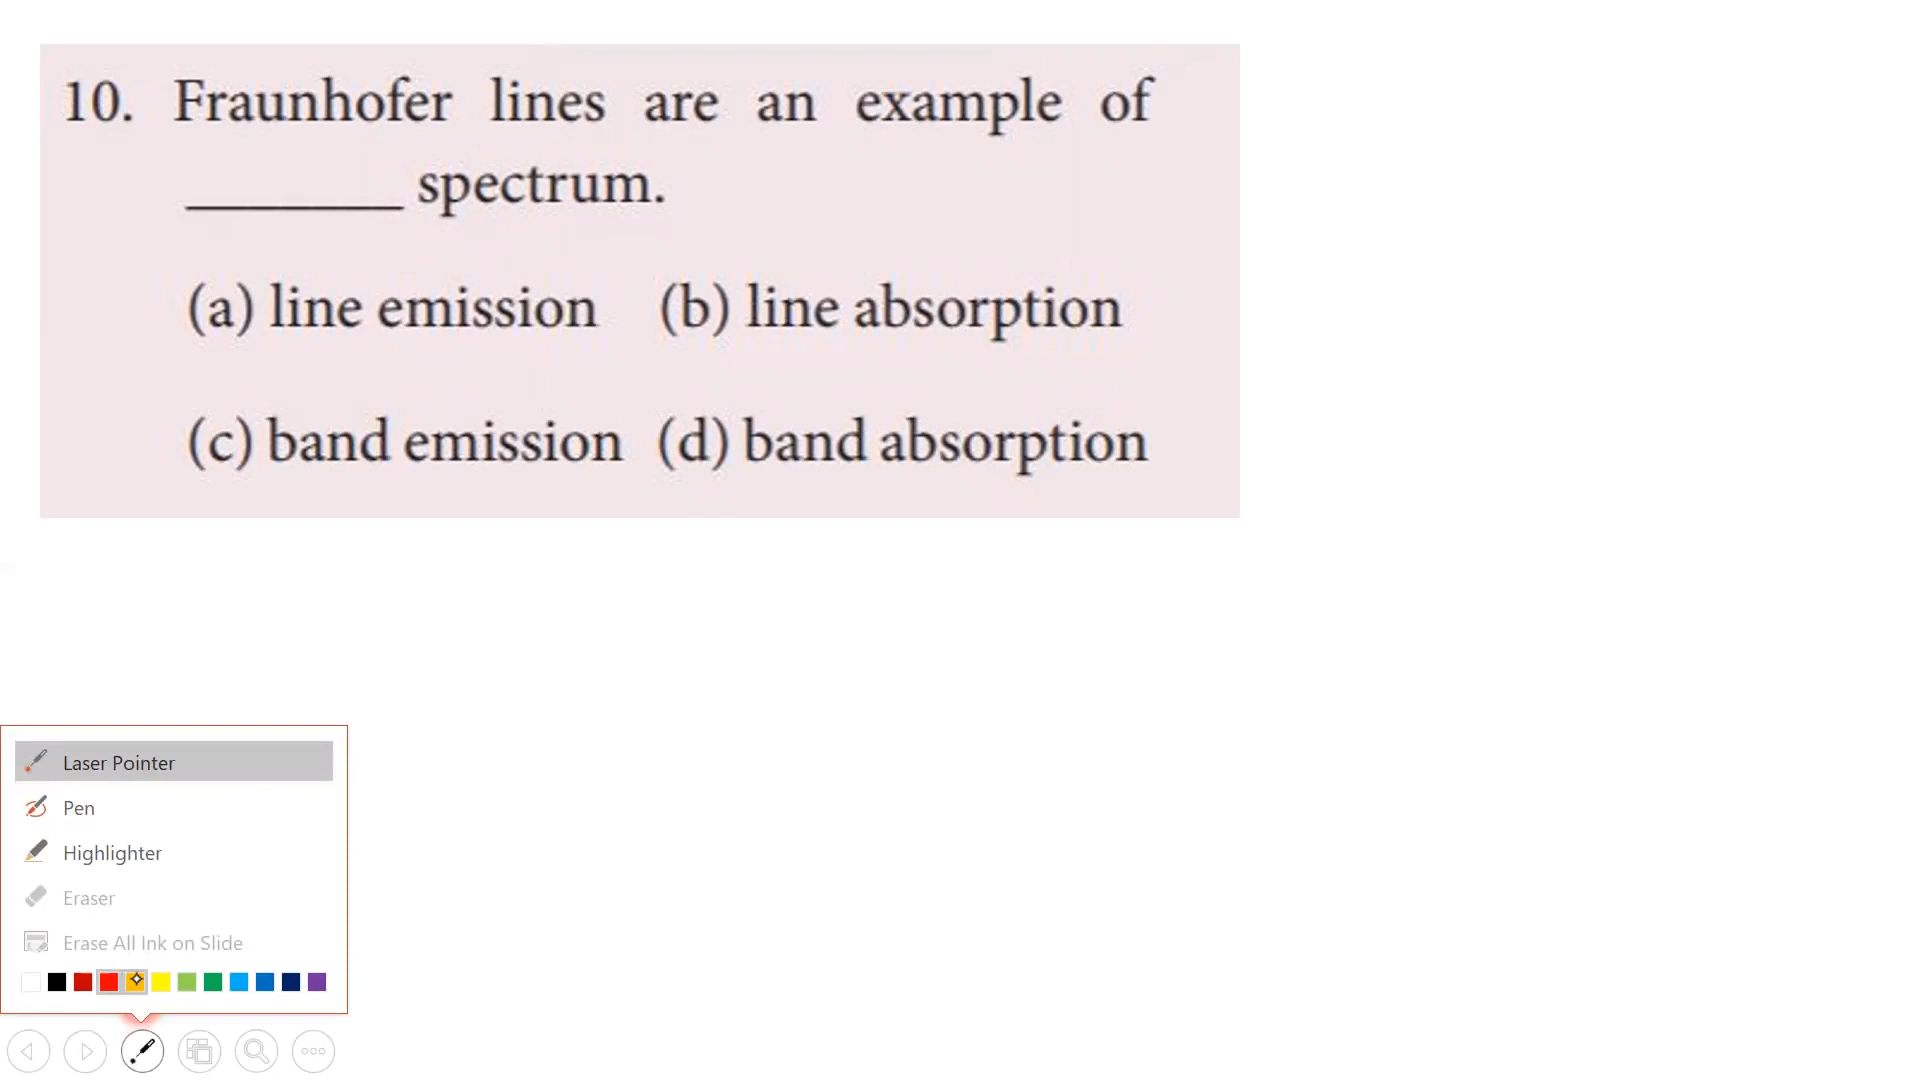 10. Fraunhofer lines are an example of
________ spectrum.
(a) line emission (b) line absorption
(c) band emission (d) band absorption
Laser Pointer
Pen
Highlighter
Eraser
Erase All Ink on Slide